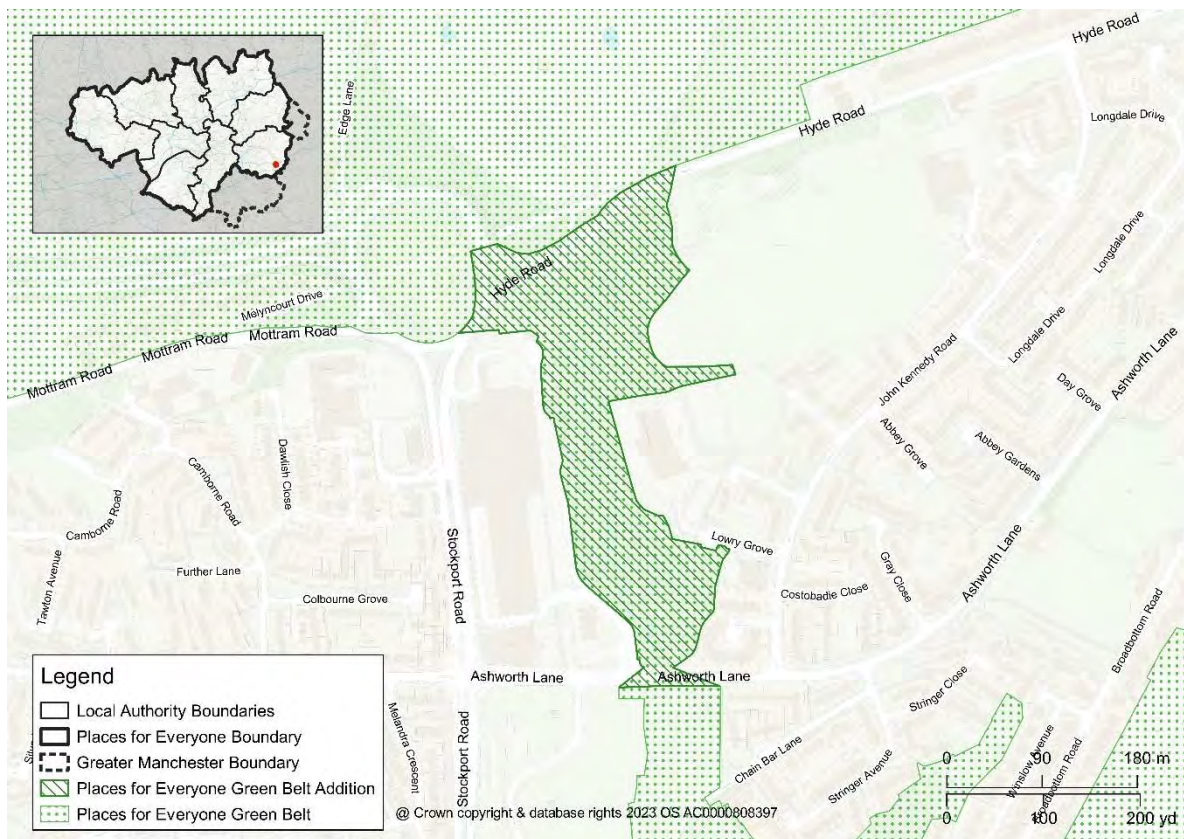 Hyde Road
Edge Lane
Longdale Drive
Hyde Road
Longdale Drive
Hyde Road
Melyncourt Drive
Mottram Road
Mottram Road
Mottram Road
Longdale Drive
John Kennedy Road
Ashworth Lane
Day Grove
Abbey Grove
Abbey Gardens
Dawlish Close
Camborne Road
Camborne Road
Tawton Avenue
Further Lane
Colbourne Grove
Stockport Road
Lowry Grove
Costobadie Close
Gray Close
Ashworth Lane
Broadbottom Road
Ashworth Lane
Ashworth Lane
Stringer Close
Melandra Crescent
Stockport Road
Chain Bar Lane
Stringer Avenue
Winslow Avenue
Broadbottom Road
Legend
Local Authority Boundaries
Places for Everyone Boundary
Greater Manchester Boundary
Places for Everyone Green Belt Addition
Places for Everyone Green Belt
@ Crown copyright & database rights 2023 OS AC0000808397
0 90 180 m
0 100 200 yd